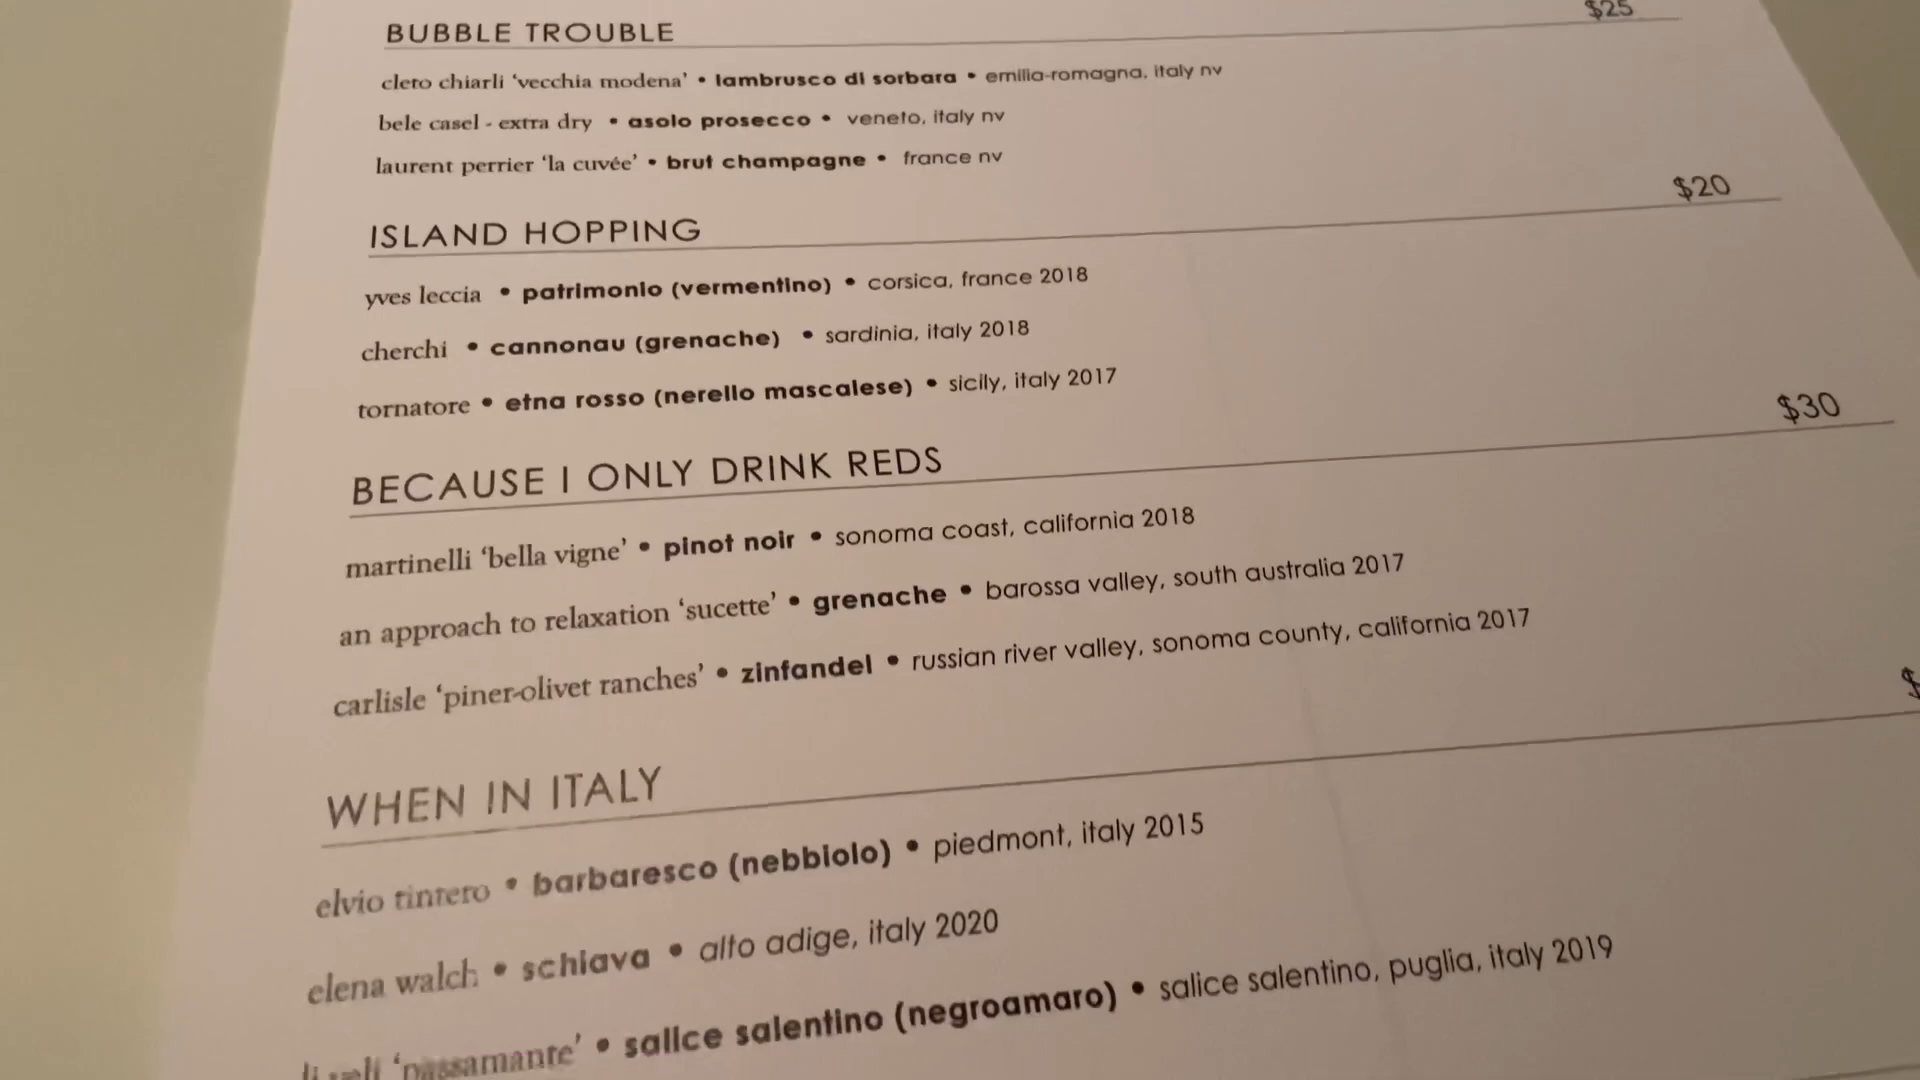 BUBBLE TROUBLE $25
cleto chiarli ‘vecchia modena’ • lambrusco di sorbara • emilia-romagna, italy nv
bele casel - extra dry • asolo prosecco • veneto, italy nv
laurent perrier ‘la cuvée’ • brut champagne • france nv
ISLAND HOPPING $20
yves leccia • patrimonio (vermentino) • corsica, france 2018
cherchi • cannonau (grenache) • sardinia, italy 2018
tornatore • etna rosso (nerello mascalese) • sicily, italy 2017
BECAUSE I ONLY DRINK REDS $30
martinelli ‘bella vigne’ • pinot noir • sonoma coast, california 2018
an approach to relaxation ‘sucette’ • grenache • barossa valley, south australia 2017
carlisle ‘piner-olivet ranches’ • zinfandel • russian river valley, sonoma county, california 2017
WHEN IN ITALY $
elvio tintero • barbaresco (nebbiolo) • piedmont, italy 2015
elena walch • schiava • alto adige, italy 2020
‘passamante’ • salice salentino (negroamaro) • salice salentino, puglia, italy 2019